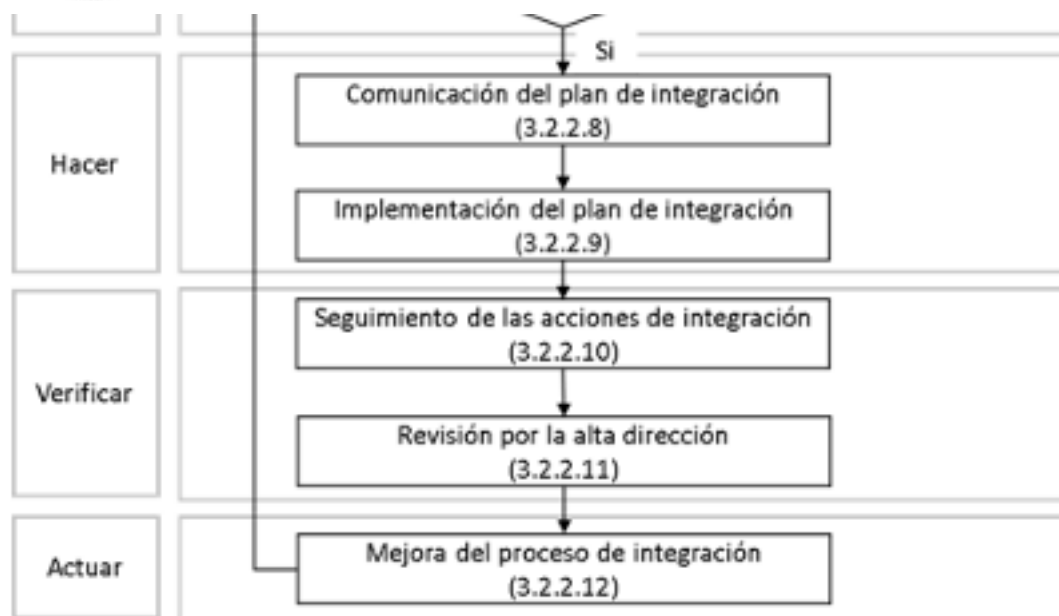 Si
Hacer
Comunicación del plan de integración
(3.2.2.8)
Implementación del plan de integración
(3.2.2.9)
Verificar
Seguimiento de las acciones de integración
(3.2.2.10)
Revisión por la alta dirección
(3.2.2.11)
Actuar
Mejora del proceso de integración
(3.2.2.12)